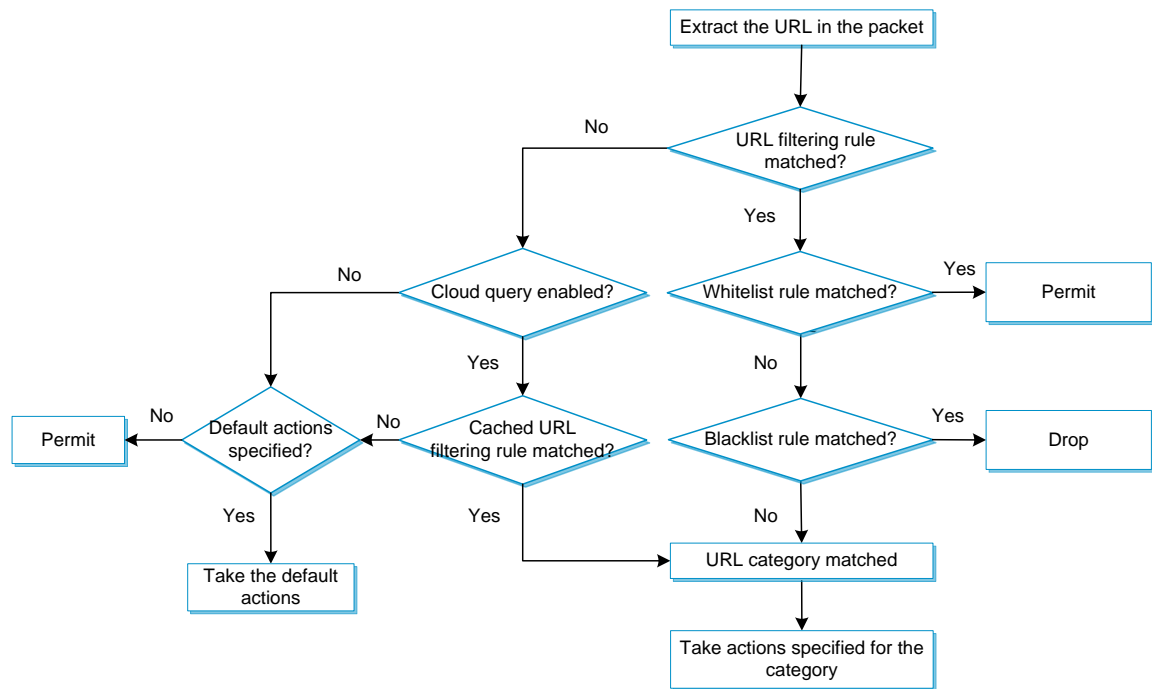 Extract the URL in the packet
No
URL filtering rule
matched?
Yes
No
Cloud query enabled?
Whitelist rule matched?
Yes
Permit
Yes
No
Permit
No
Default actions
specified?
No
Cached URL
filtering rule matched?
Blacklist rule matched?
Yes
Drop
Yes
Yes
No
Take the default
actions
URL category matched
Take actions specified for the
category